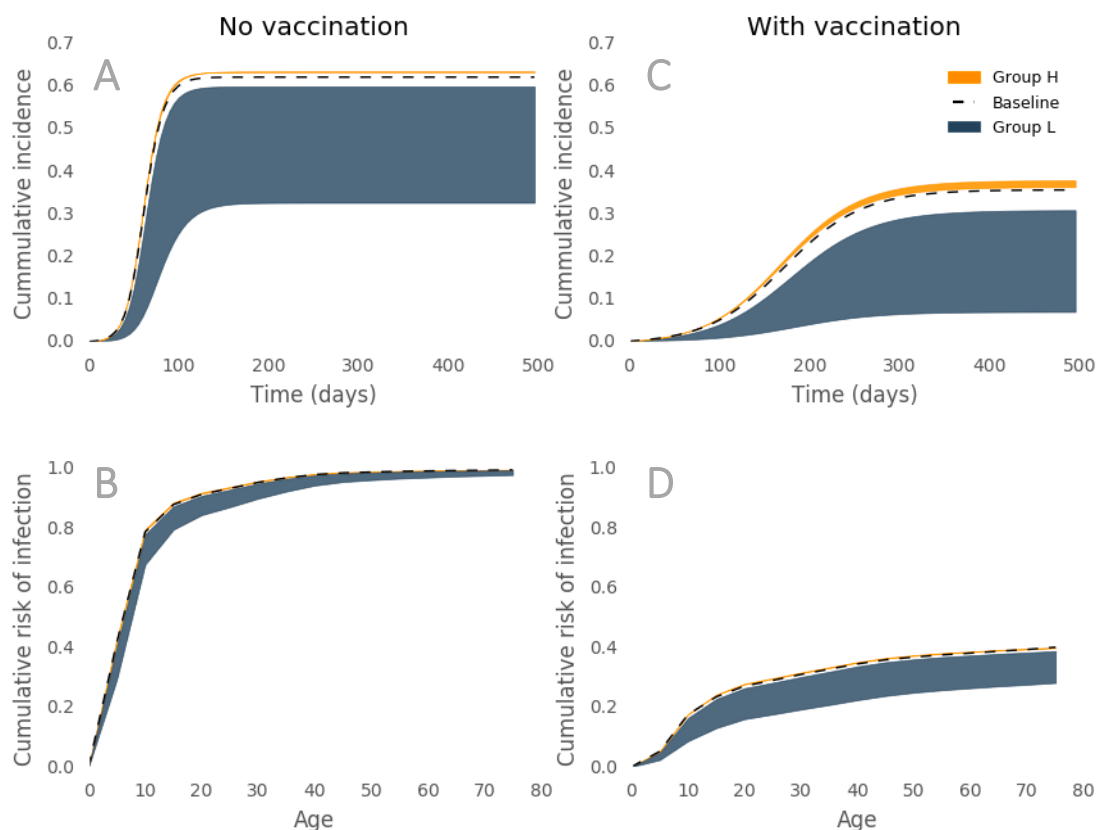 No vaccination
A
Cummulative incidence
0.7
0.6
0.5
0.4
0.3
0.2
0.1
0.0
0 100 200 300 400 500
Time (days)
With vaccination
C
Cummulative incidence
0.7
0.6
0.5
0.4
0.3
0.2
0.1
0.0
0 100 200 300 400 500
Time (days)
Group H
Baseline
Group L
B
Cumulative risk of infection
1.0
0.8
0.6
0.4
0.2
0.0
0 10 20 30 40 50 60 70 80
Age
D
Cumulative risk of infection
1.0
0.8
0.6
0.4
0.2
0.0
0 10 20 30 40 50 60 70 80
Age